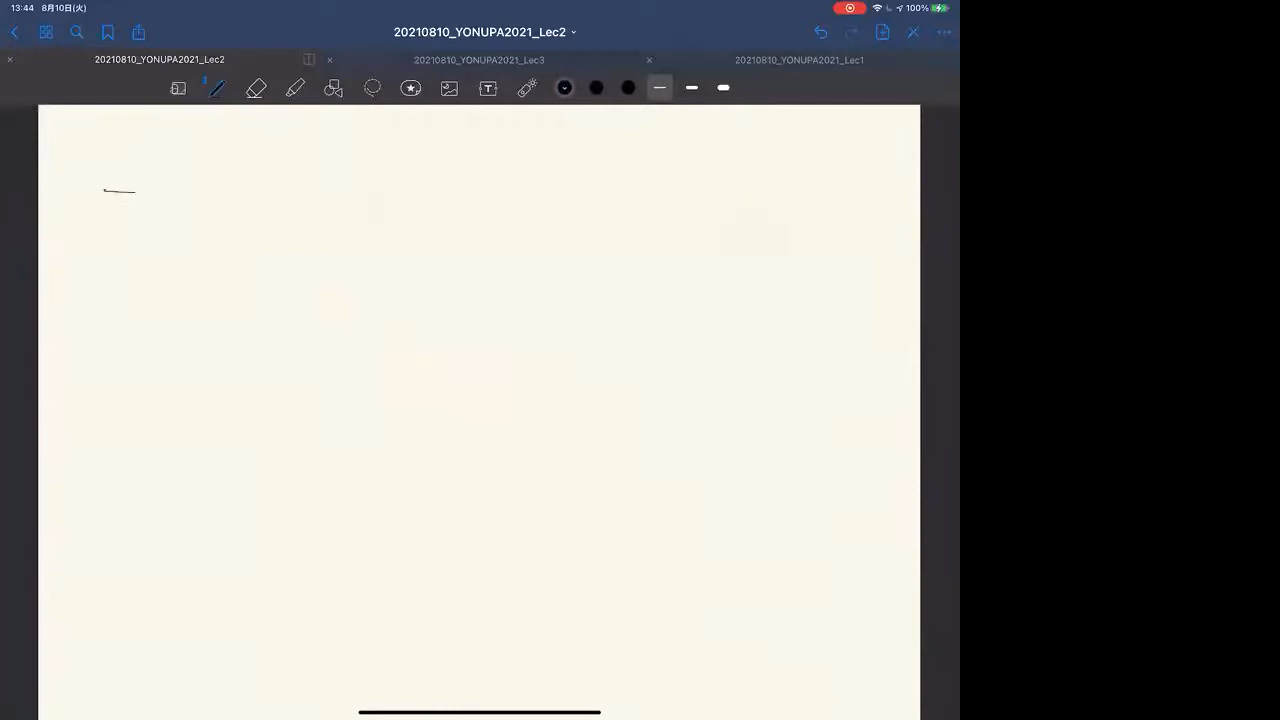 13:44 8月10日(火) 100%
20210810_YONUPA2021_Lec2
20210810_YONUPA2021_Lec2 20210810_YONUPA2021_Lec3 20210810_YONUPA2021_Lec1